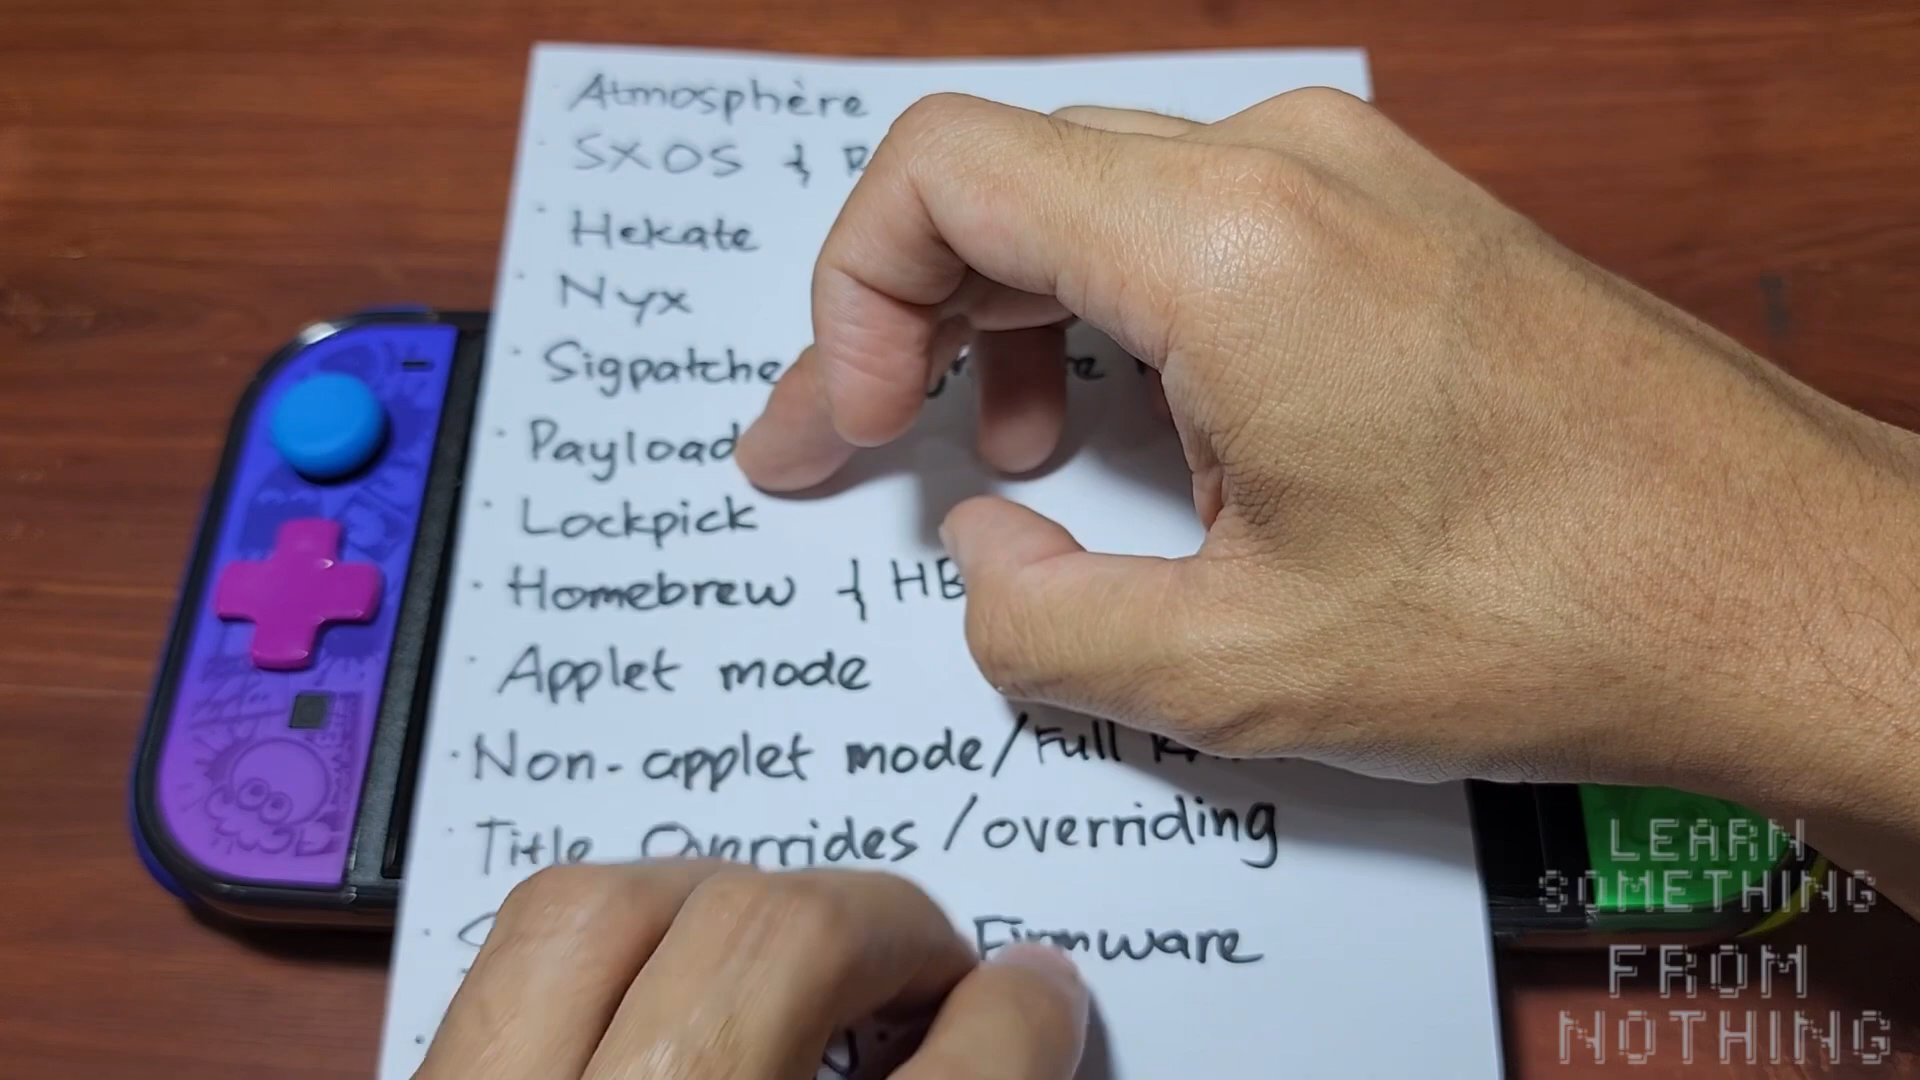 Atmosphère
SXOS &
Hekate
Nyx
Sigpatche
Payload
Lockpick
Homebrew & HB
Applet mode
Non-applet mode/Full
Title Overrides/overriding
Firmware
LEARN
SOMETHING
FROM
NOTHING